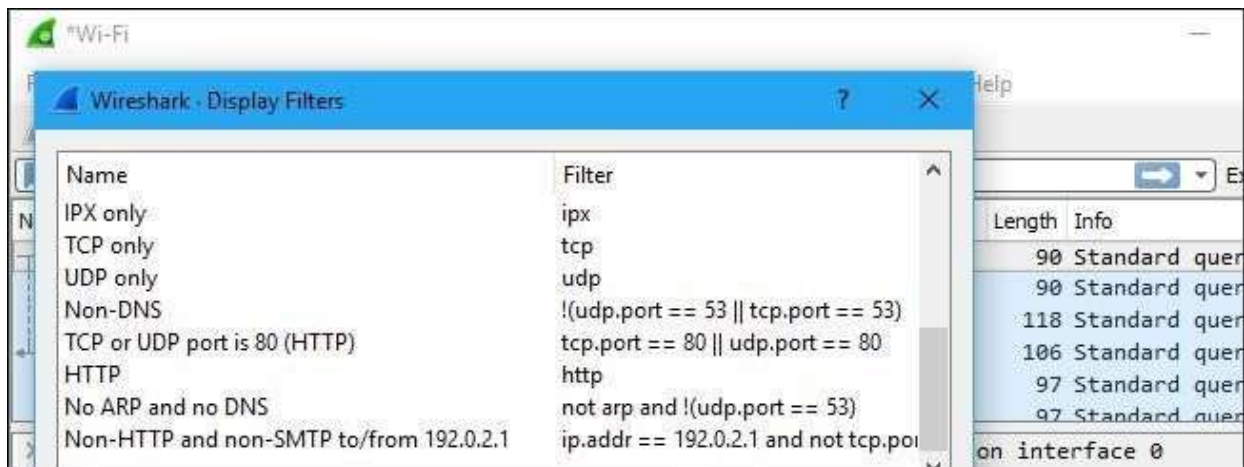 *Wi-Fi
Help
Wireshark · Display Filters ? ×
Name Filter
IPX only ipx
TCP only tcp
UDP only udp
Non-DNS !(udp.port == 53 || tcp.port == 53)
TCP or UDP port is 80 (HTTP) tcp.port == 80 || udp.port == 80
HTTP http
No ARP and no DNS not arp and !(udp.port == 53)
Non-HTTP and non-SMTP to/from 192.0.2.1 ip.addr == 192.0.2.1 and not tcp.por
Length Info
90 Standard quer
90 Standard quer
118 Standard quer
106 Standard quer
97 Standard quer
97 Standard quer
on interface 0